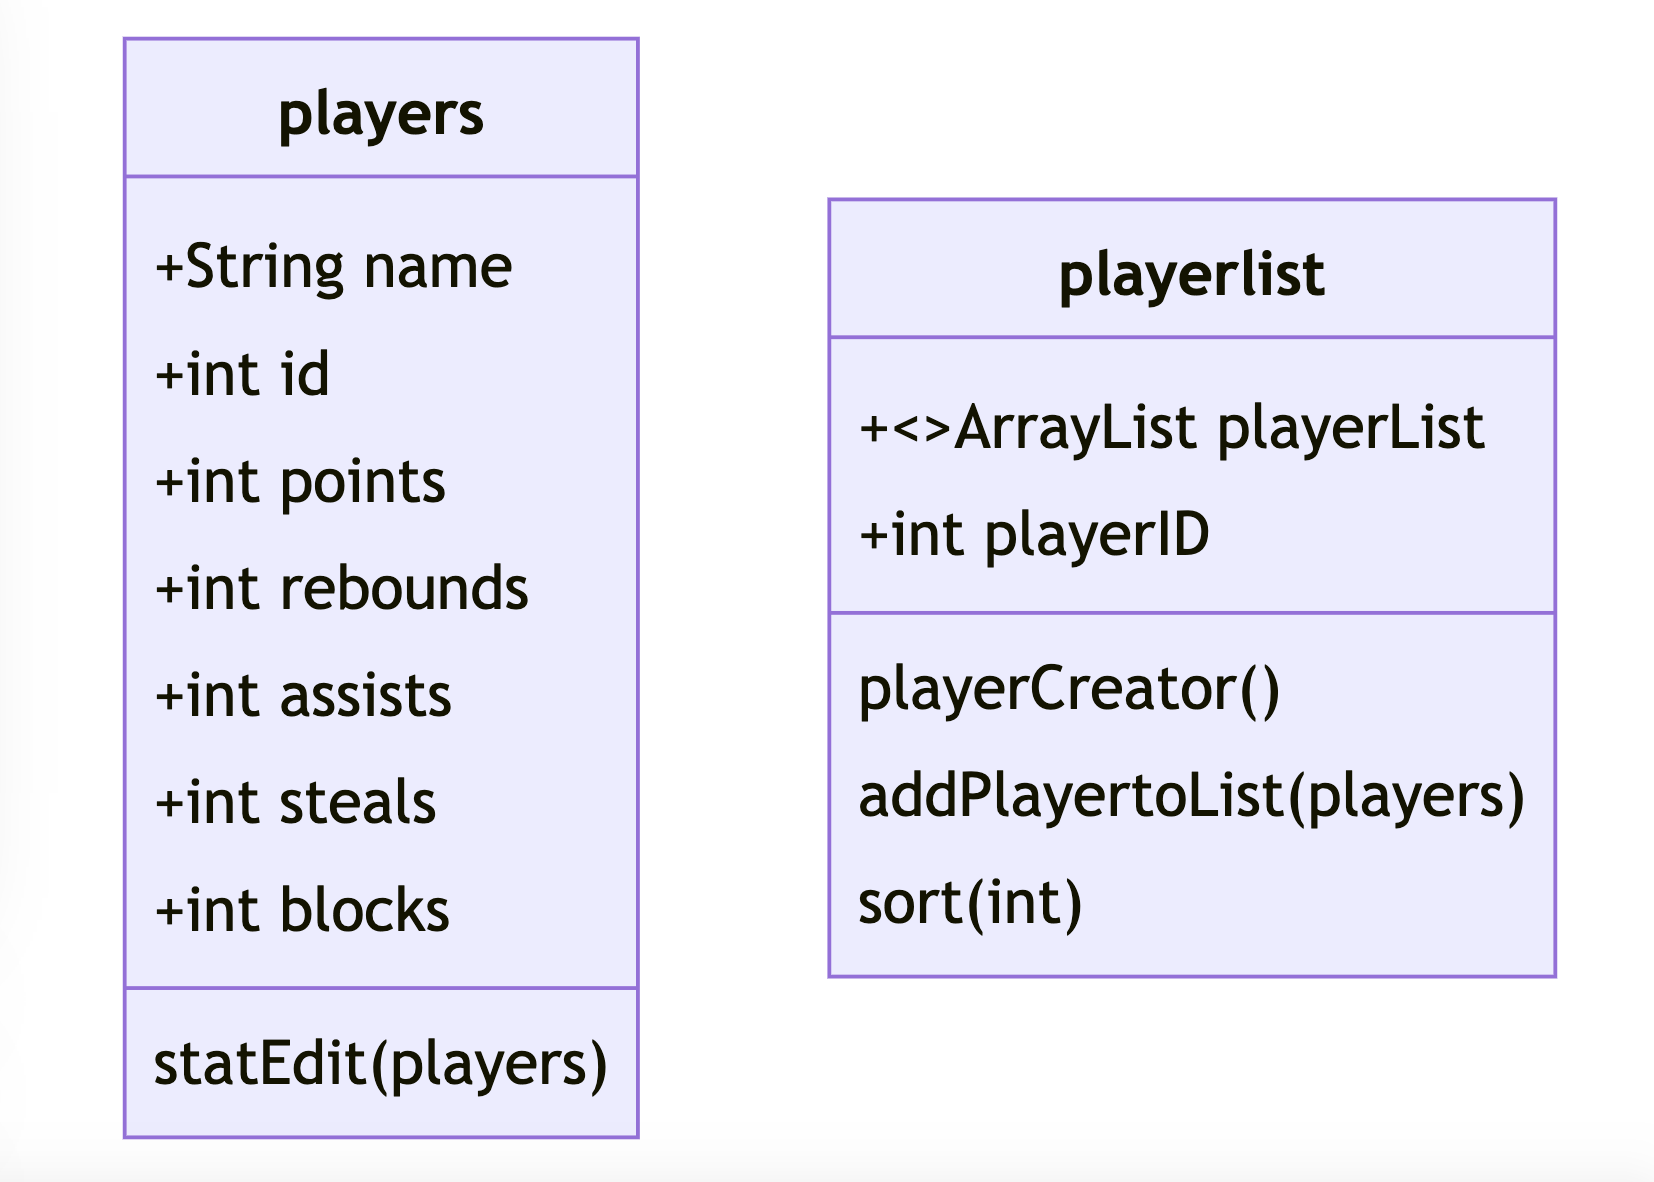 players
+String name
+int id
+int points
+int rebounds
+int assists
+int steals
+int blocks
statEdit(players)
playerlist
+<>ArrayList playerList
+int playerID
playerCreator()
addPlayertoList(players)
sort(int)